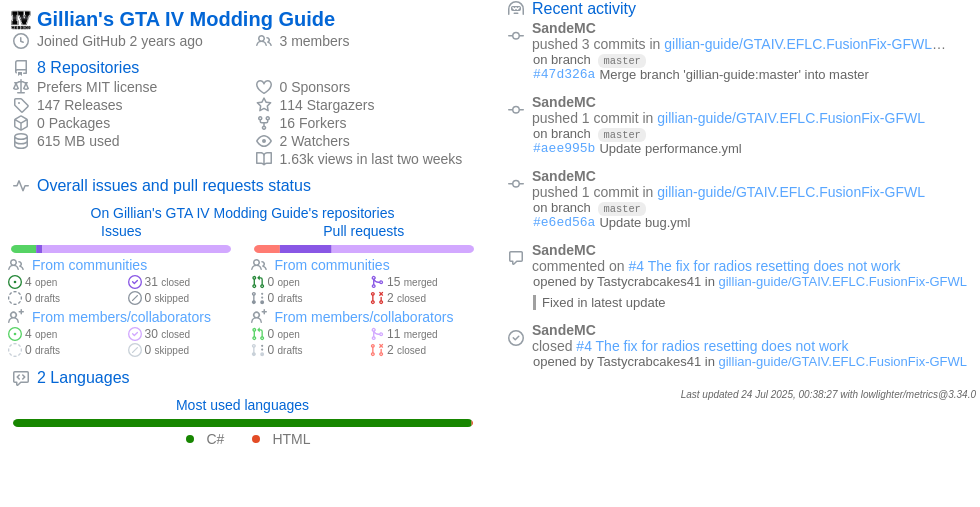 Gillian's GTA IV Modding Guide
Joined GitHub 2 years ago
3 members
8 Repositories
Prefers MIT license
0 Sponsors
147 Releases
114 Stargazers
0 Packages
16 Forkers
615 MB used
2 Watchers
1.63k views in last two weeks
Overall issues and pull requests status
On Gillian's GTA IV Modding Guide's repositories
Issues
Pull requests
From communities
From communities
4 open
31 closed
0 open
15 merged
0 drafts
0 skipped
0 drafts
2 closed
From members/collaborators
From members/collaborators
4 open
30 closed
0 open
11 merged
0 drafts
0 skipped
0 drafts
2 closed
2 Languages
Most used languages
C#
HTML
Recent activity
SandeMC
pushed 3 commits in gillian-guide/GTAIV.EFLC.FusionFix-GFWL…
on branch master
#47d326a Merge branch 'gillian-guide:master' into master
SandeMC
pushed 1 commit in gillian-guide/GTAIV.EFLC.FusionFix-GFWL
on branch master
#aee995b Update performance.yml
SandeMC
pushed 1 commit in gillian-guide/GTAIV.EFLC.FusionFix-GFWL
on branch master
#e6ed56a Update bug.yml
SandeMC
commented on #4 The fix for radios resetting does not work
opened by Tastycrabcakes41 in gillian-guide/GTAIV.EFLC.FusionFix-GFWL
Fixed in latest update
SandeMC
closed #4 The fix for radios resetting does not work
opened by Tastycrabcakes41 in gillian-guide/GTAIV.EFLC.FusionFix-GFWL
Last updated 24 Jul 2025, 00:38:27 with lowlighter/metrics@3.34.0